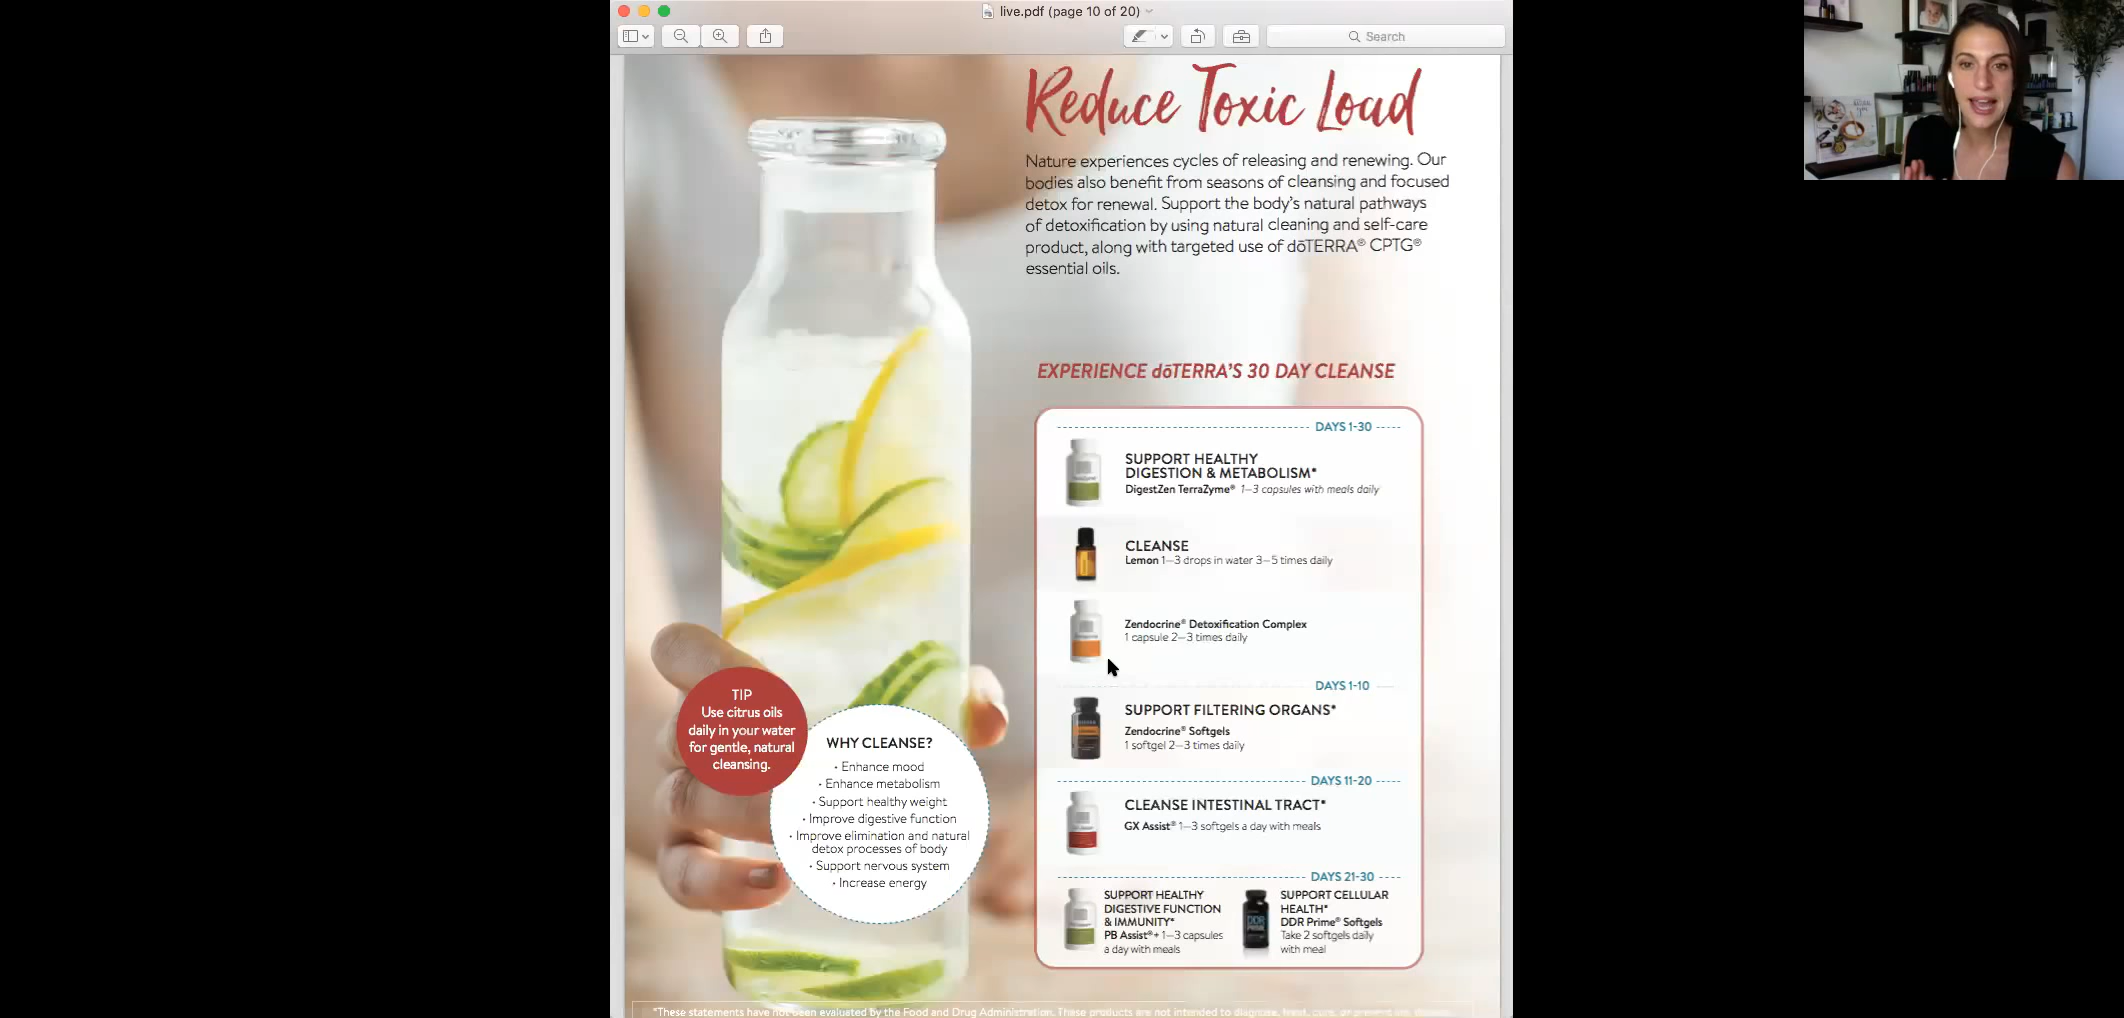 live.pdf (page 10 of 20)
Search
Reduce Toxic Load
Nature experiences cycles of releasing and renewing. Our
bodies also benefit from seasons of cleansing and focused
detox for renewal. Support the body's natural pathways
of detoxification by using natural cleaning and self-care
product, along with targeted use of dōTERRA® CPTG®
essential oils.
EXPERIENCE dōTERRA'S 30 DAY CLEANSE
DAYS 1-30
SUPPORT HEALTHY
DIGESTION & METABOLISM*
DigestZen TerraZyme® 1–3 capsules with meals daily
CLEANSE
Lemon 1–3 drops in water 3–5 times daily
Zendocrine® Detoxification Complex
1 capsule 2–3 times daily
DAYS 1-10
SUPPORT FILTERING ORGANS*
Zendocrine® Softgels
1 softgel 2–3 times daily
DAYS 11-20
CLEANSE INTESTINAL TRACT*
GX Assist® 1–3 softgels a day with meals
DAYS 21-30
SUPPORT HEALTHY
DIGESTIVE FUNCTION
& IMMUNITY*
PB Assist®+ 1–3 capsules
a day with meals
DDR
PRIME
SUPPORT CELLULAR
HEALTH*
DDR Prime® Softgels
Take 2 softgels daily
with meal
TIP
Use citrus oils
daily in your water
for gentle, natural
cleansing.
WHY CLEANSE?
• Enhance mood
• Enhance metabolism
• Support healthy weight
• Improve digestive function
• Improve elimination and natural
detox processes of body
• Support nervous system
• Increase energy
*These statements have not been evaluated by the Food and Drug Administration. These products are not intended to diagnose, treat, cure, or prevent any disease.